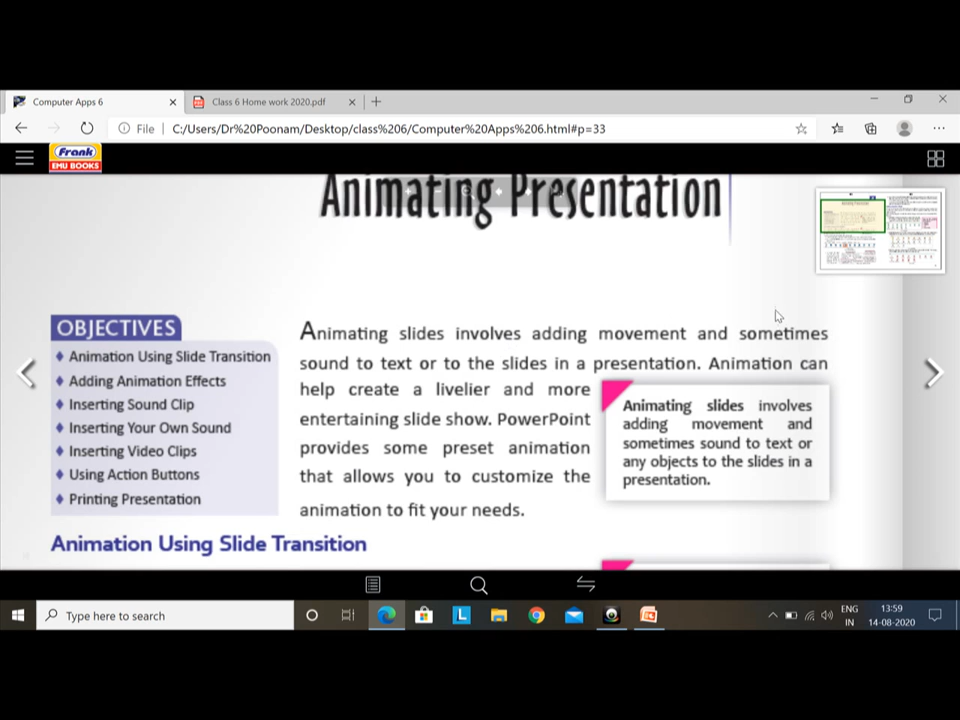 Computer Apps 6
Class 6 Home work 2020.pdf
File
C:/Users/Dr%20Poonam/Desktop/class%206/Computer%20Apps%206.html#p=33
Frank
EMU BOOKS
Animating Presentation
OBJECTIVES
Animation Using Slide Transition
Adding Animation Effects
Inserting Sound Clip
Inserting Your Own Sound
Inserting Video Clips
Using Action Buttons
Printing Presentation
Animating slides involves adding movement and sometimes
sound to text or to the slides in a presentation. Animation can
help create a livelier and more
entertaining slide show. PowerPoint
provides some preset animation
that allows you to customize the
animation to fit your needs.
Animating slides involves
adding movement and
sometimes sound to text or
any objects to the slides in a
presentation.
Animation Using Slide Transition
Type here to search
L
ENG
IN
13:59
14-08-2020